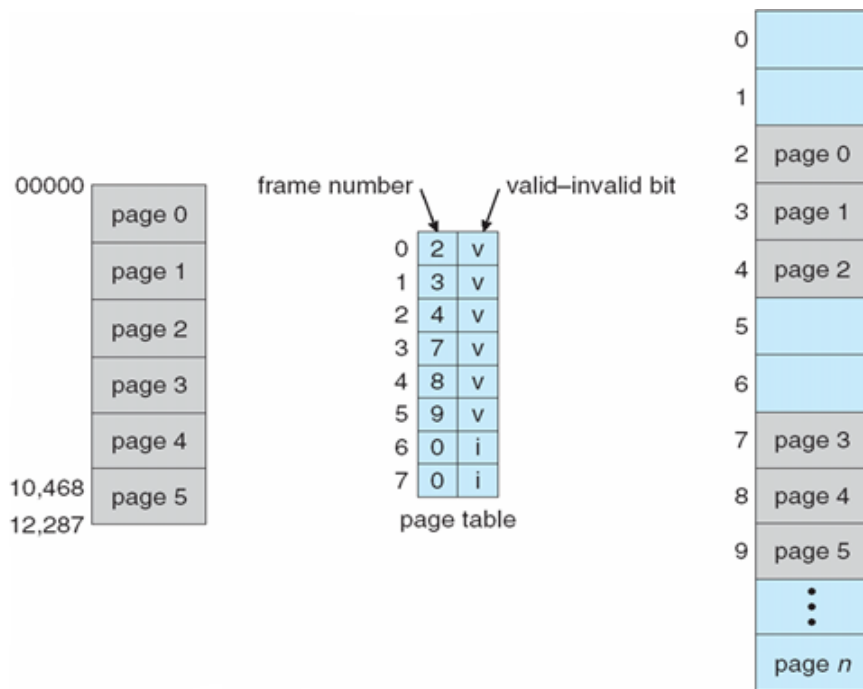 00000
page 0
page 1
page 2
page 3
page 4
10,468
page 5
12,287
frame number
valid–invalid bit
0 2 v
1 3 v
2 4 v
3 7 v
4 8 v
5 9 v
6 0 i
7 0 i
page table
0
1
2 page 0
3 page 1
4 page 2
5
6
7 page 3
8 page 4
9 page 5
page n